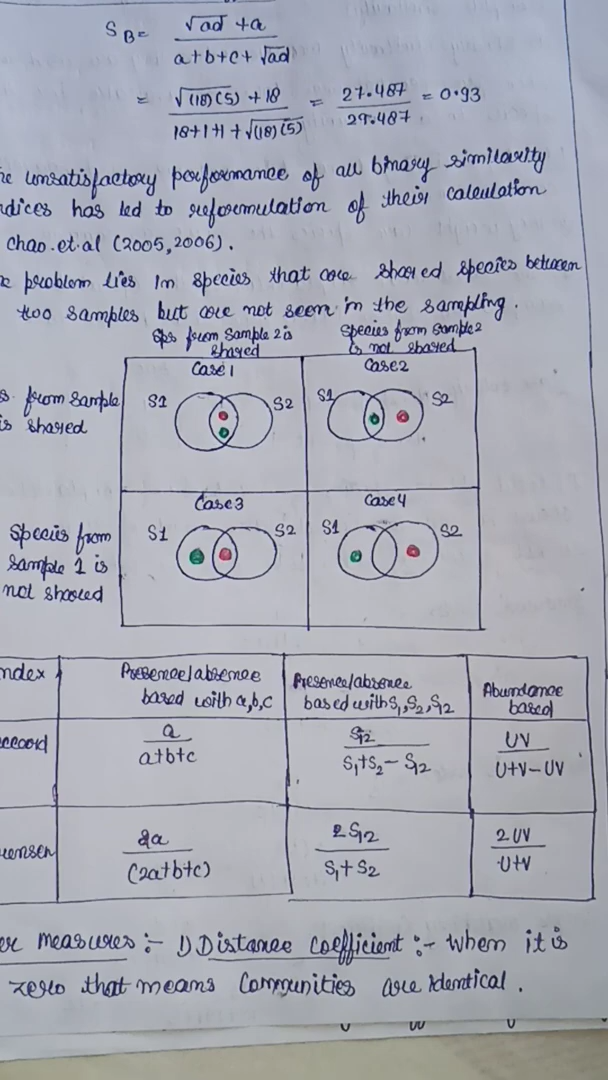 S_B = (√ad + a) / (a+b+c+√ad)
= (√(18)(5) + 18) / (18+1+1+√(18)(5)) = 27.487 / 29.487 = 0.93
unsatisfactory performance of all binary similarity
has led to reformulation of their calculation
chao.et.al (2005,2006).
problem lies in species that are shared species between
two samples, but are not seen in the sampling.
Sps from Sample 2 is shared
Species from sample 2 is not shared
Case 1
Case 2
from Sample
is shared
S1 S2
S1 S2
Case 3
Case 4
Species from
sample 1 is
not shared
S1 S2
S1 S2
ndex
Presence/absence based with a,b,c
Presence/absence based with S1,S2,S12
Abundance based
ccard
a / a+b+c
S12 / S1+S2-S12
UV / U+V-UV
rensen
2a / (2a+b+c)
2S12 / S1+S2
2UV / U+V
er measures:- 1) Distance coefficient :- when it is
zero that means Communities are identical.